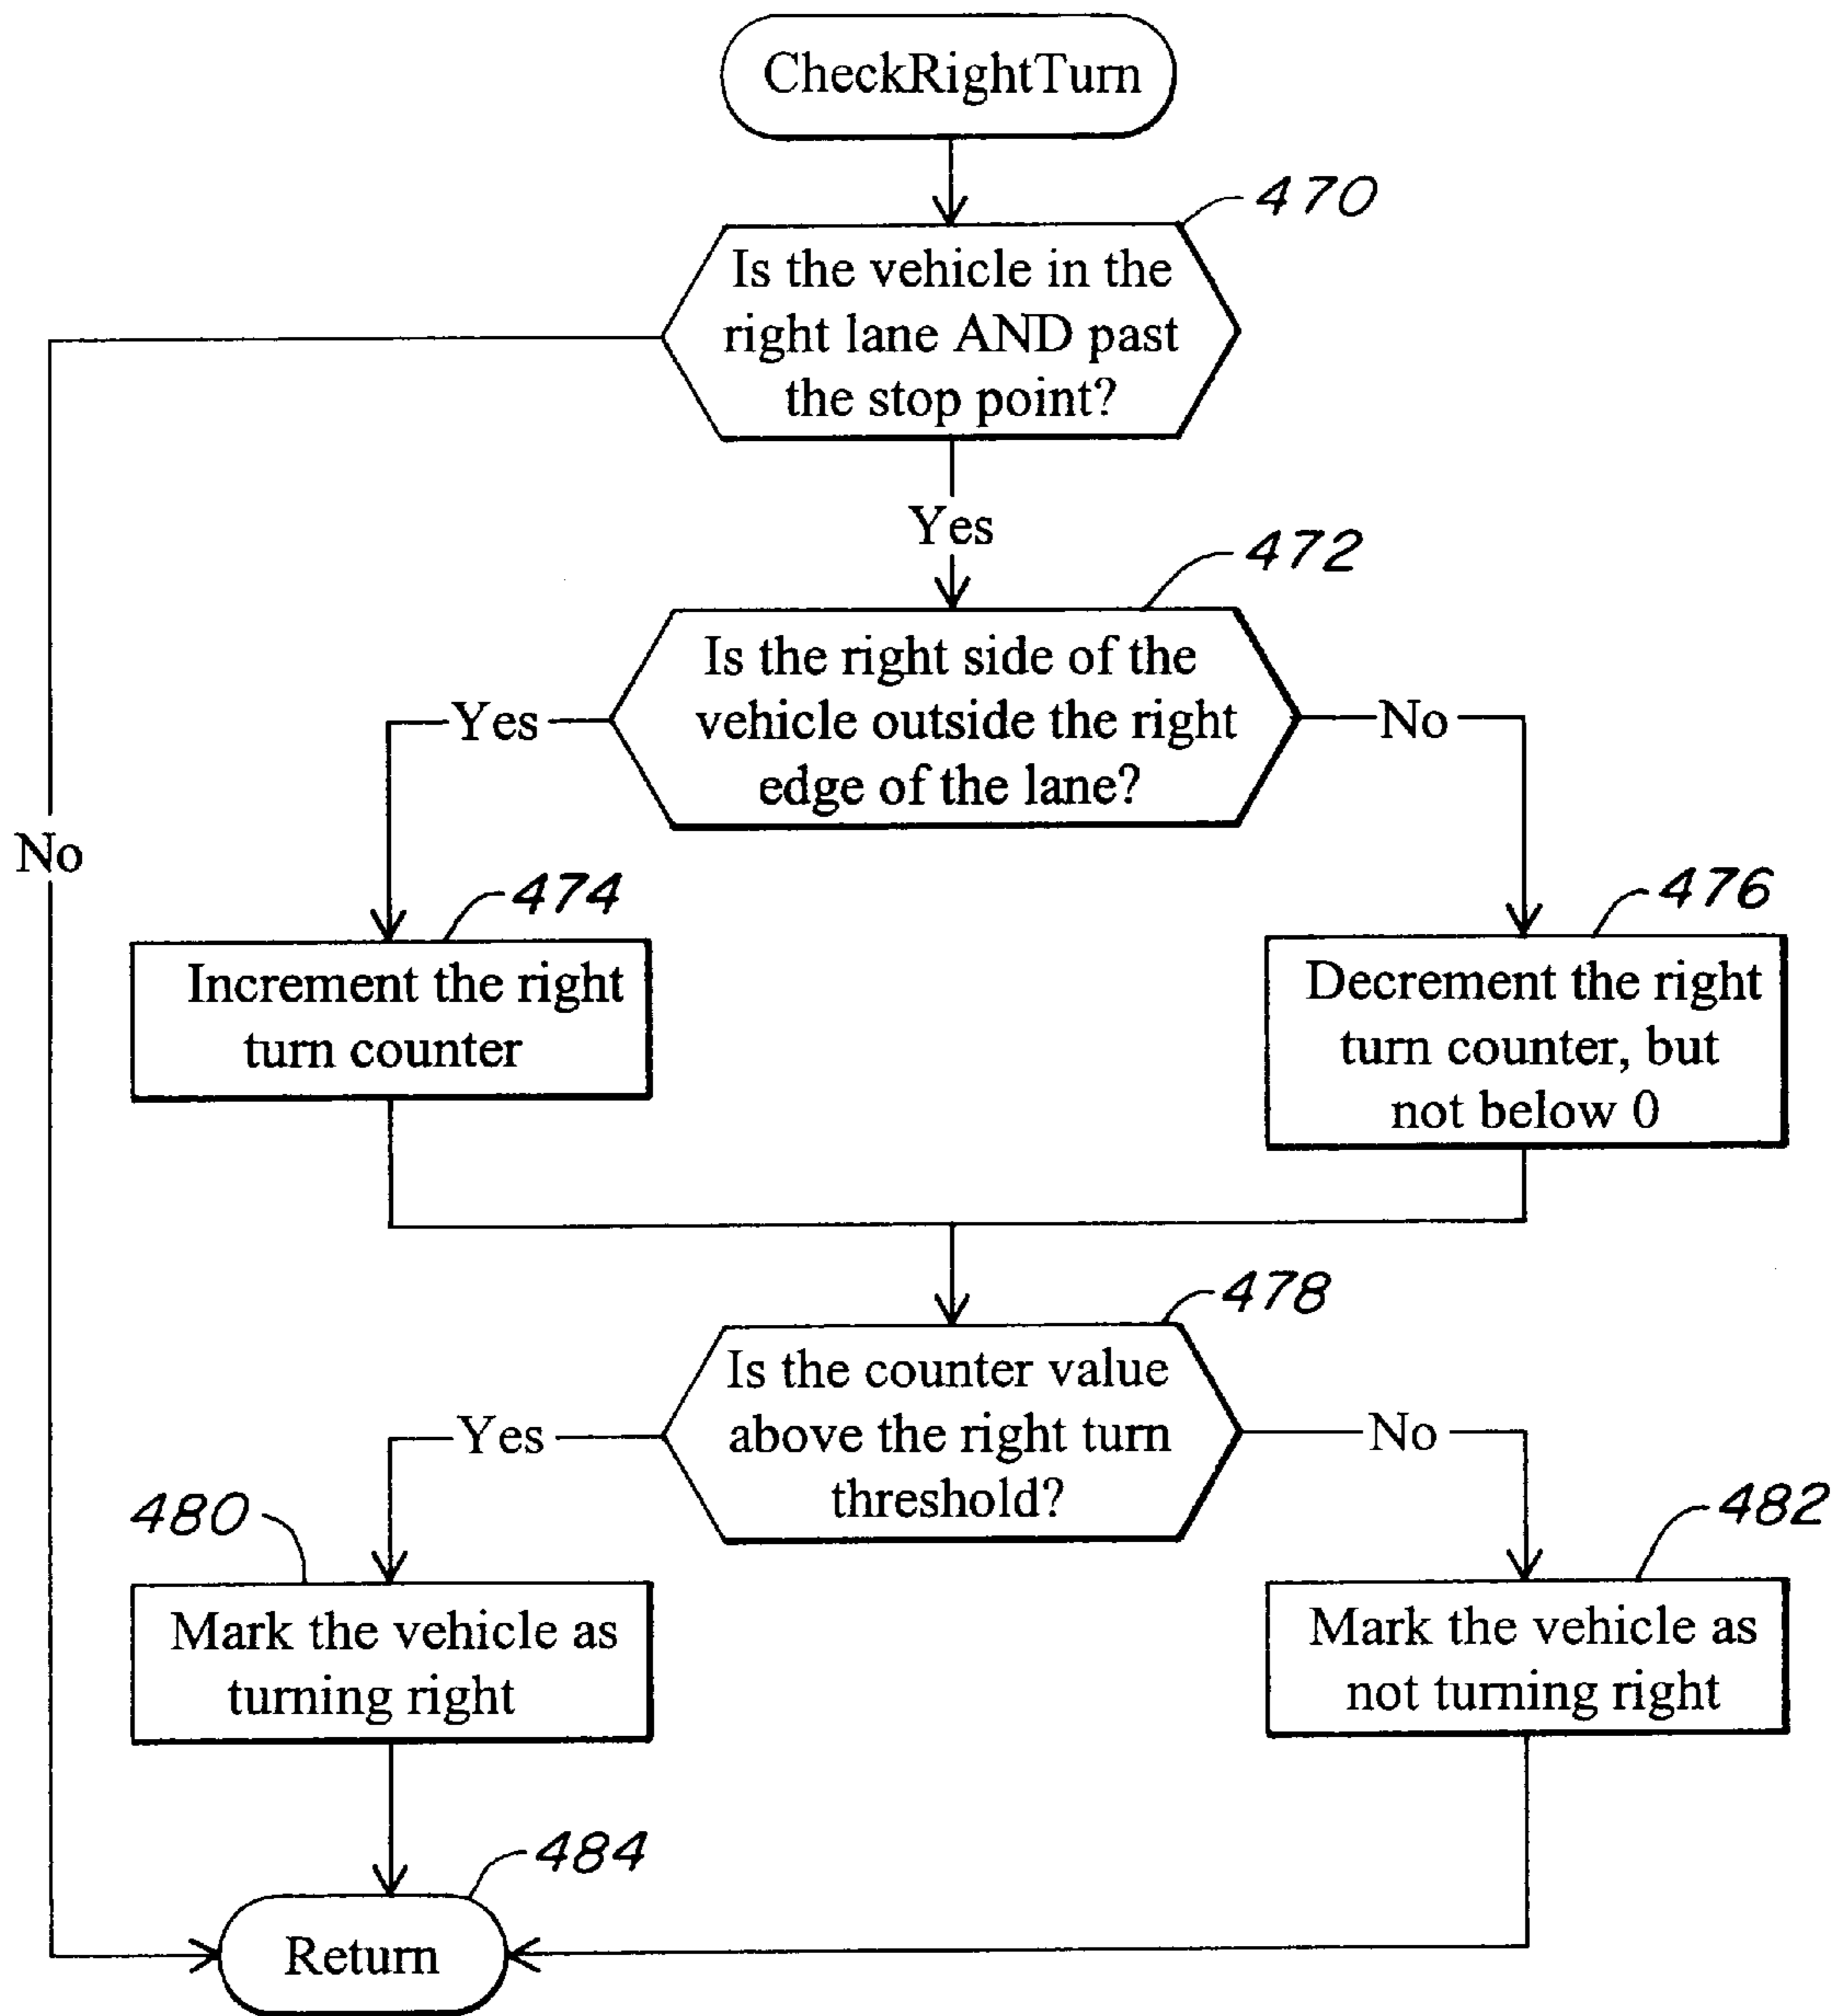 CheckRightTurn
470
Is the vehicle in the
right lane AND past
the stop point?
Yes
472
Is the right side of the
vehicle outside the right
edge of the lane?
Yes
No
No
474
Increment the right
turn counter
476
Decrement the right
turn counter, but
not below 0
478
Is the counter value
above the right turn
threshold?
Yes
No
480
Mark the vehicle as
turning right
482
Mark the vehicle as
not turning right
484
Return